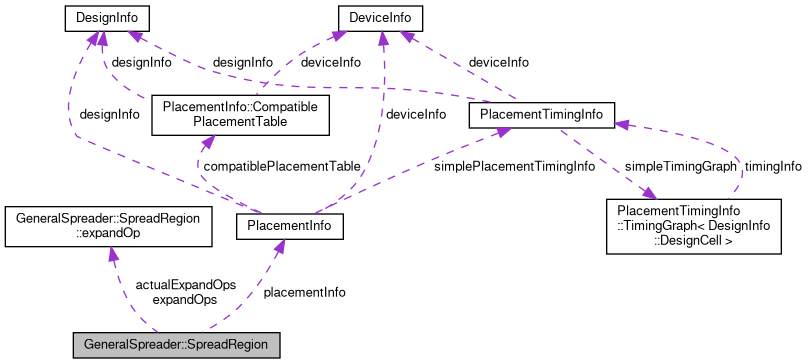 DesignInfo
DeviceInfo
designInfo
designInfo
deviceInfo
deviceInfo
designInfo
PlacementInfo::Compatible
PlacementTable
deviceInfo
PlacementTimingInfo
compatiblePlacementTable
simplePlacementTimingInfo
simpleTimingGraph
timingInfo
GeneralSpreader::SpreadRegion
::expandOp
PlacementInfo
PlacementTimingInfo
::TimingGraph< DesignInfo
::DesignCell >
actualExpandOps
expandOps
placementInfo
GeneralSpreader::SpreadRegion